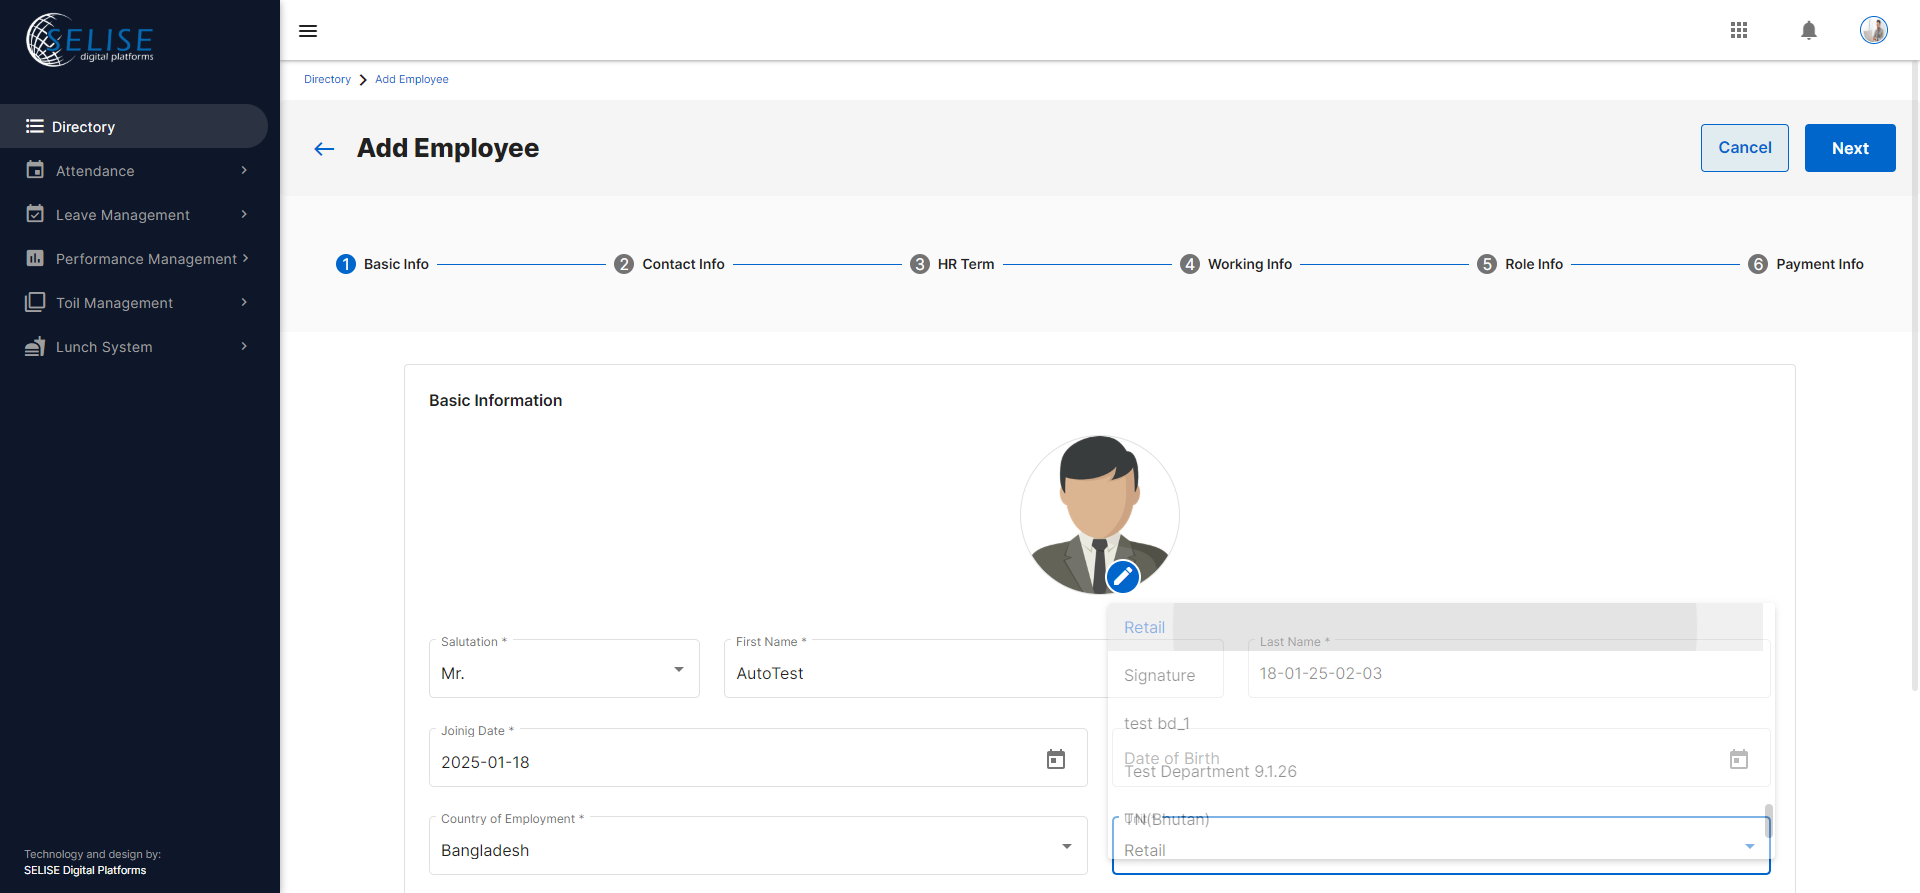 SELISE
digital platforms
Directory
Attendance
Leave Management
Performance Management
Toil Management
Lunch System
Technology and design by:
SELISE Digital Platforms
Directory
Add Employee
Add Employee
Cancel
Next
1 Basic Info
2 Contact Info
3 HR Term
4 Working Info
5 Role Info
6 Payment Info
Basic Information
Salutation *
Mr.
First Name *
AutoTest
Last Name *
18-01-25-02-03
Joinig Date *
2025-01-18
Date of Birth
Country of Employment *
Bangladesh
Unit *
Retail
Retail
Signature
test bd_1
Test Department 9.1.26
TN(Bhutan)